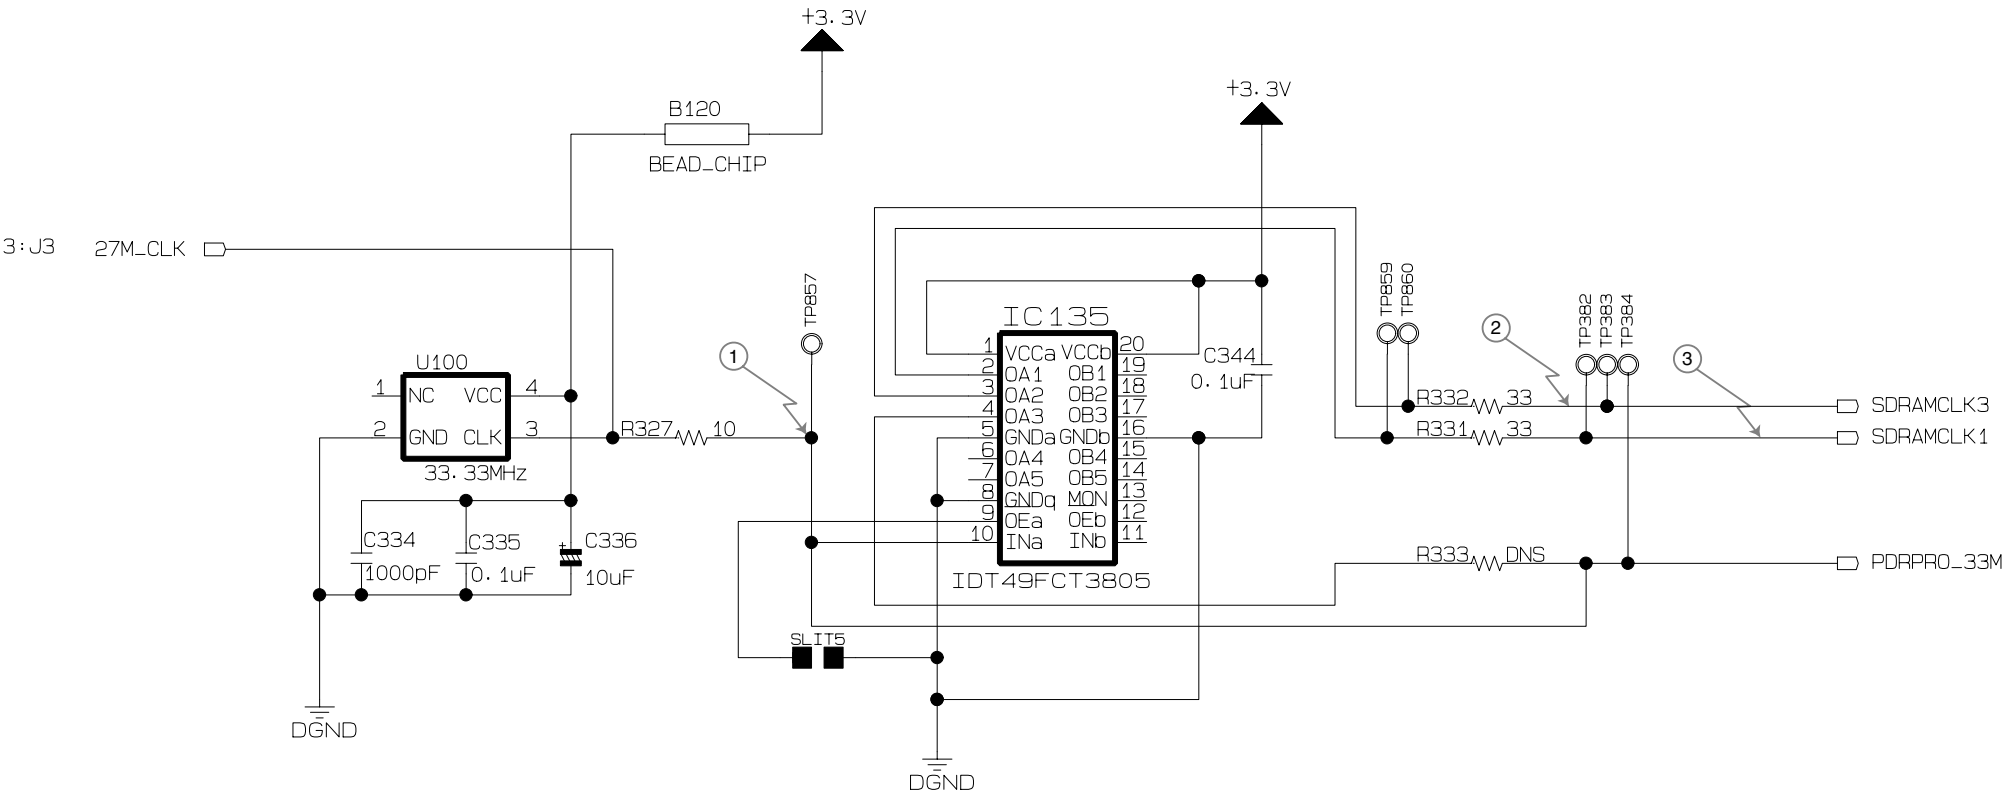 +3.3V
B120
BEAD_CHIP
+3.3V
3:J3 27M_CLK
TP857
TP859
TP860
TP382
TP383
TP384
1
2
3
IC135
1 VCCa VCCb 20
2 OA1 OB1 19
3 OA2 OB2 18
4 OA3 OB3 17
5 GNDa GNDb 16
6 OA4 OB4 15
7 OA5 OB5 14
8 GNDq MON 13
9 OEa OEb 12
10 INa INb 11
IDT49FCT3805
C344
0.1uF
U100
1 NC VCC 4
2 GND CLK 3
33.33MHz
R327 10
R332 33
SDRAMCLK3
R331 33
SDRAMCLK1
R333 DNS
PDRPRO_33M
C334
1000pF
C335
0.1uF
C336
+
10uF
SLIT5
DGND
DGND